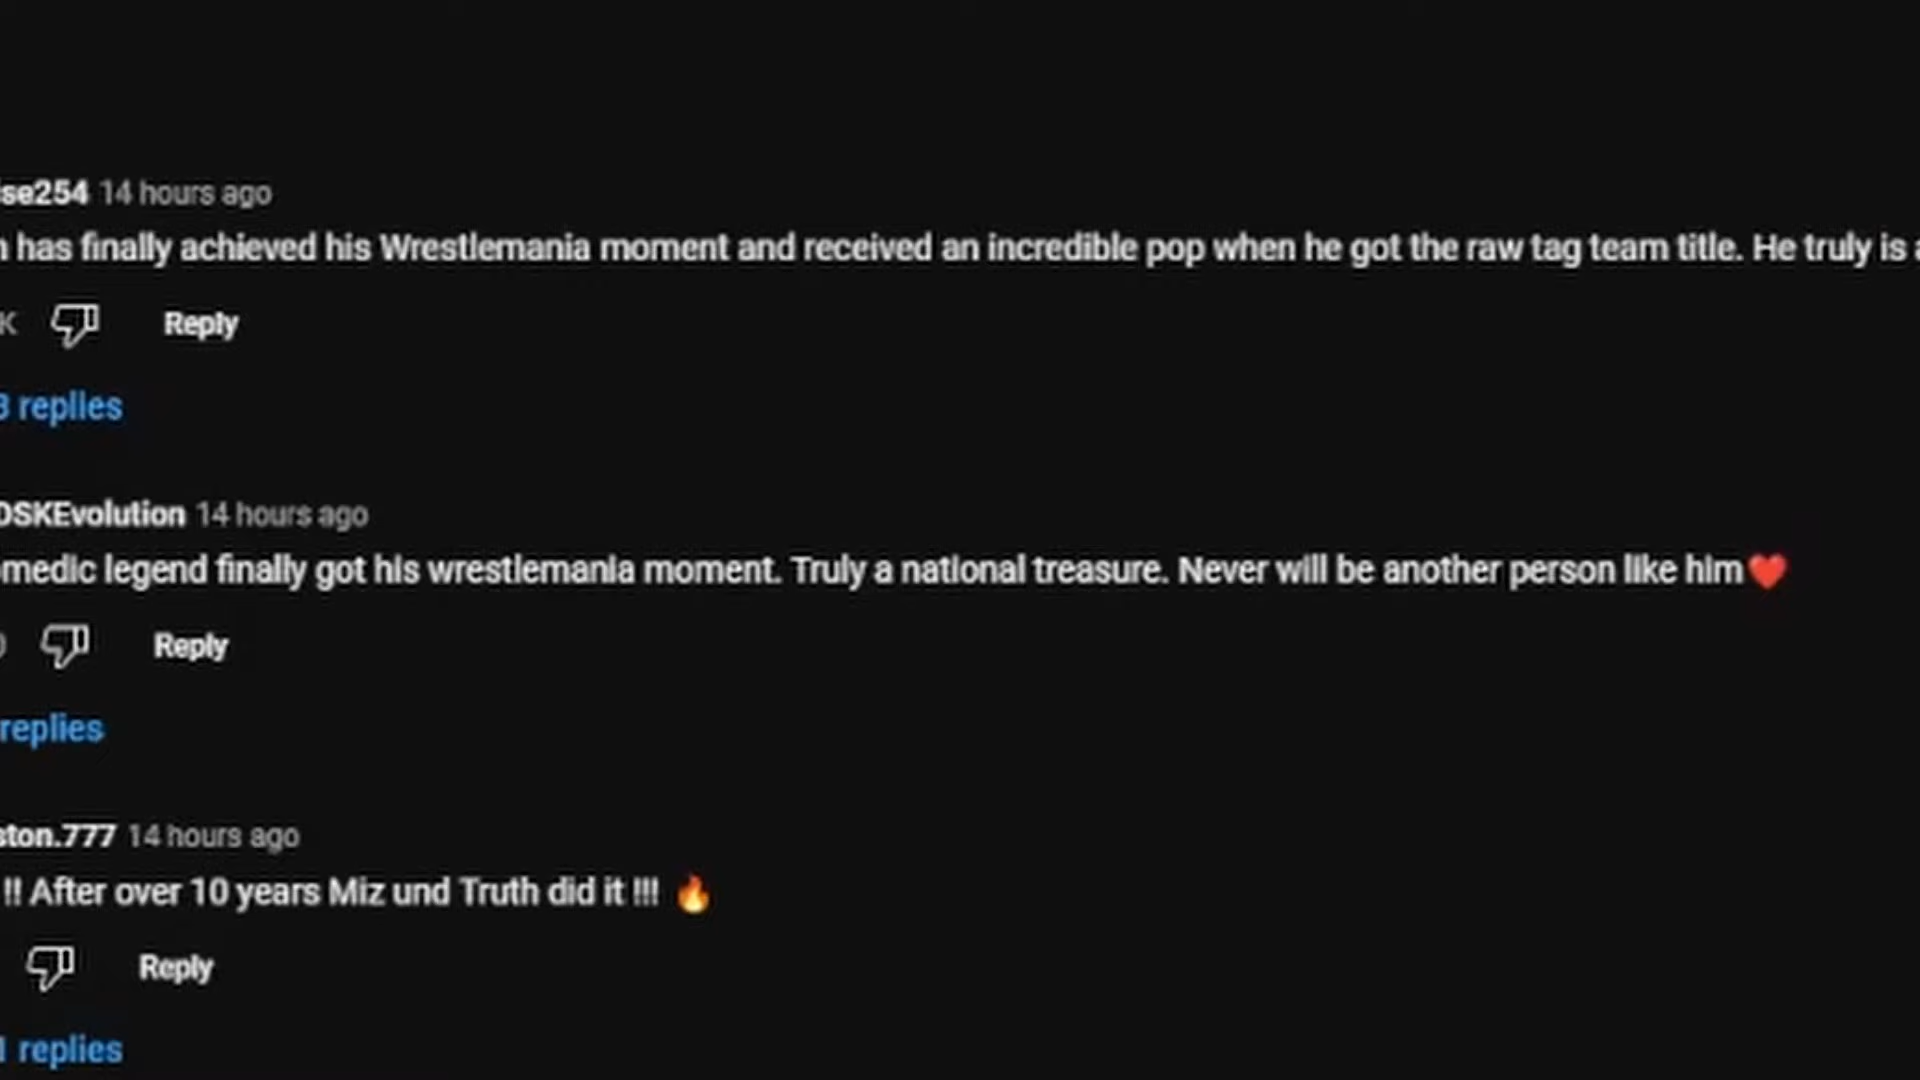 se254 14 hours ago
has finally achieved his Wrestlemania moment and received an incredible pop when he got the raw tag team title. He truly is a
K Reply
3 replies
OSKEvolution 14 hours ago
medic legend finally got his wrestlemania moment. Truly a national treasure. Never will be another person like him❤️
Reply
replies
ston.777 14 hours ago
!! After over 10 years Miz und Truth did it !!! 🔥
Reply
1 replies